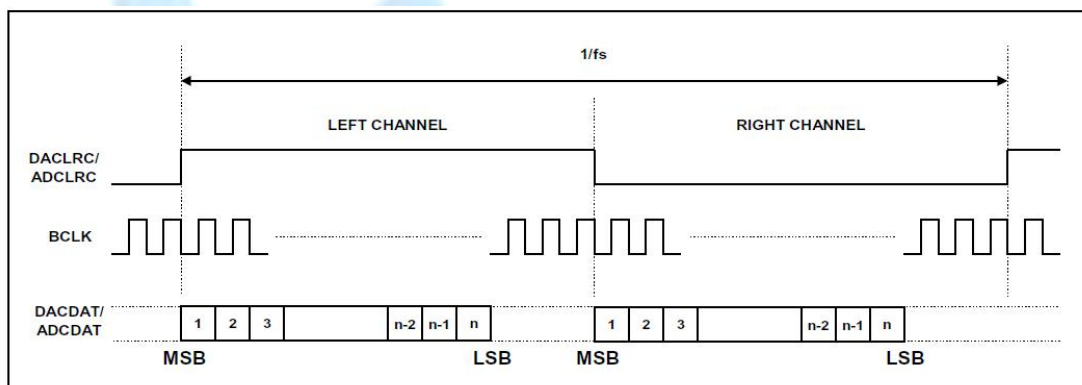 1/fs
LEFT CHANNEL RIGHT CHANNEL
DACLRC/
ADCLRC
BCLK
DACDAT/
ADCDAT
1 2 3 n-2 n-1 n 1 2 3 n-2 n-1 n
MSB LSB MSB LSB